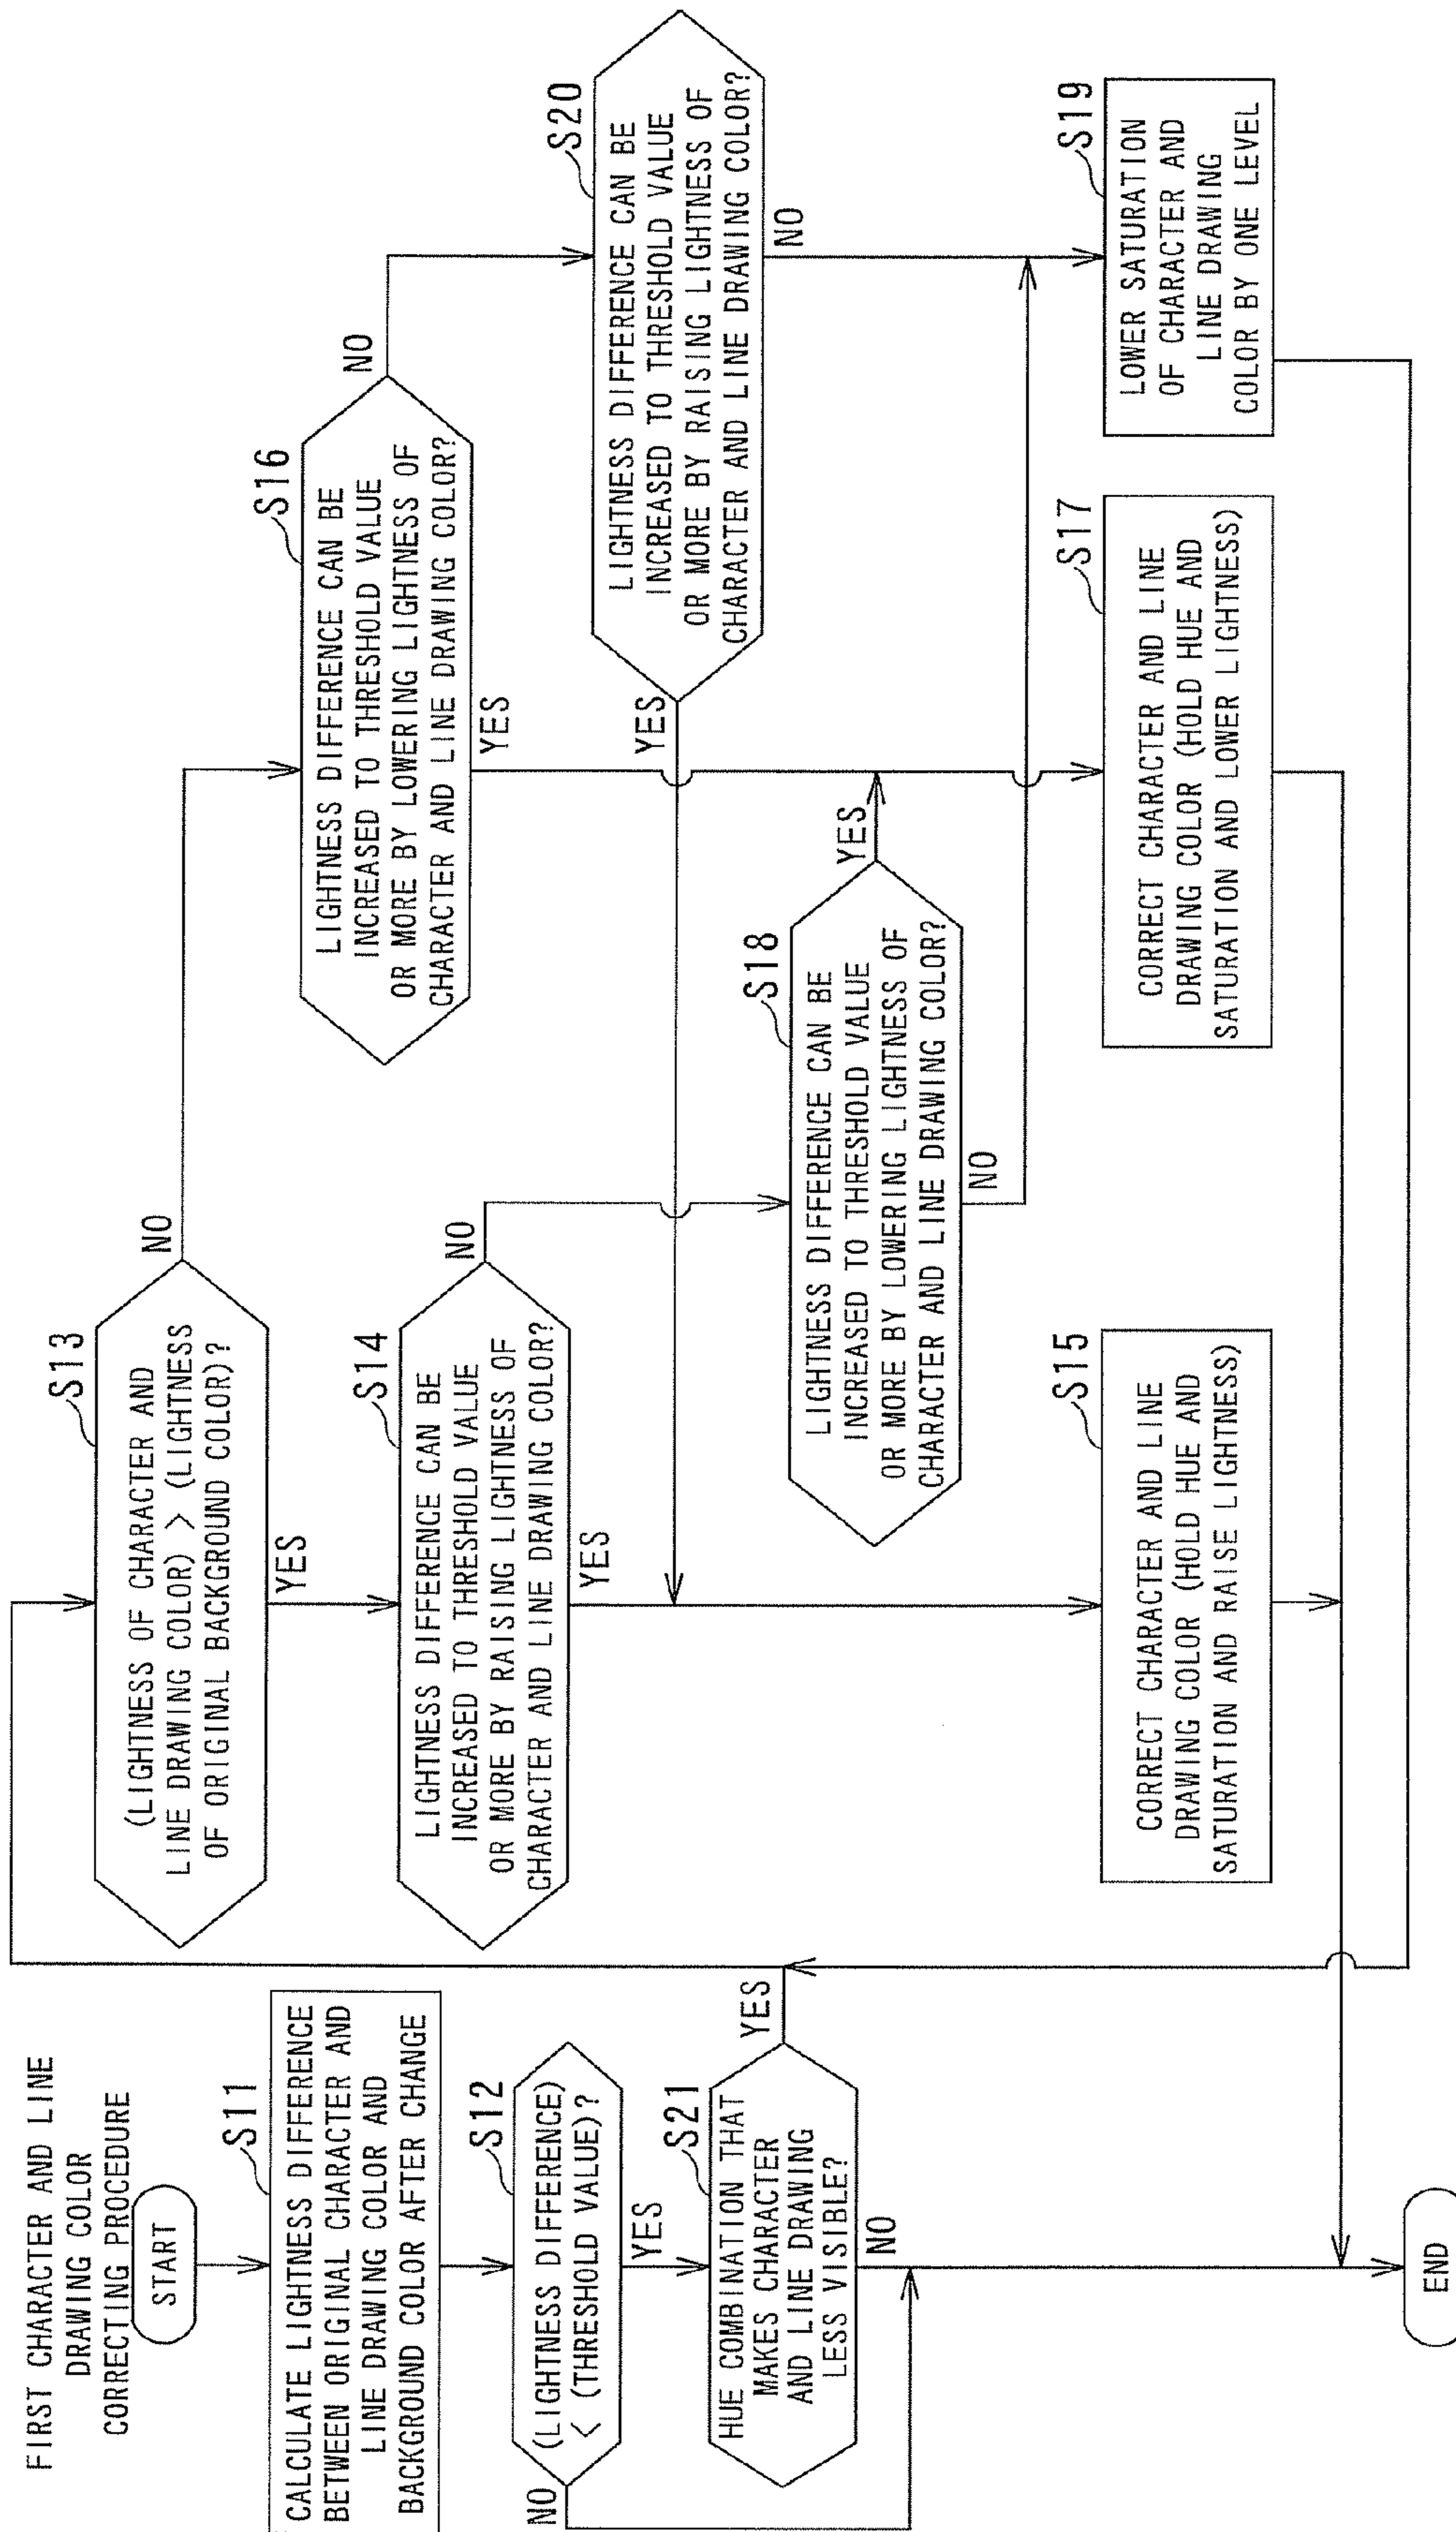 FIRST CHARACTER AND LINE
DRAWING COLOR
CORRECTING PROCEDURE
START
S11
CALCULATE LIGHTNESS DIFFERENCE
BETWEEN ORIGINAL CHARACTER AND
LINE DRAWING COLOR AND
BACKGROUND COLOR AFTER CHANGE
S12
(LIGHTNESS DIFFERENCE)
< (THRESHOLD VALUE)?
NO
YES
S21
HUE COMBINATION THAT
MAKES CHARACTER
AND LINE DRAWING
LESS VISIBLE?
YES
NO
END
S13
(LIGHTNESS OF CHARACTER AND
LINE DRAWING COLOR) > (LIGHTNESS
OF ORIGINAL BACKGROUND COLOR)?
NO
YES
S14
LIGHTNESS DIFFERENCE CAN BE
INCREASED TO THRESHOLD VALUE
OR MORE BY RAISING LIGHTNESS OF
CHARACTER AND LINE DRAWING COLOR?
NO
YES
S15
CORRECT CHARACTER AND LINE
DRAWING COLOR (HOLD HUE AND
SATURATION AND RAISE LIGHTNESS)
S16
LIGHTNESS DIFFERENCE CAN BE
INCREASED TO THRESHOLD VALUE
OR MORE BY LOWERING LIGHTNESS OF
CHARACTER AND LINE DRAWING COLOR?
NO
YES
S18
LIGHTNESS DIFFERENCE CAN BE
INCREASED TO THRESHOLD VALUE
OR MORE BY LOWERING LIGHTNESS OF
CHARACTER AND LINE DRAWING COLOR?
YES
NO
S17
CORRECT CHARACTER AND LINE
DRAWING COLOR (HOLD HUE AND
SATURATION AND LOWER LIGHTNESS)
S20
LIGHTNESS DIFFERENCE CAN BE
INCREASED TO THRESHOLD VALUE
OR MORE BY RAISING LIGHTNESS OF
CHARACTER AND LINE DRAWING COLOR?
YES
NO
S19
LOWER SATURATION
OF CHARACTER AND
LINE DRAWING
COLOR BY ONE LEVEL